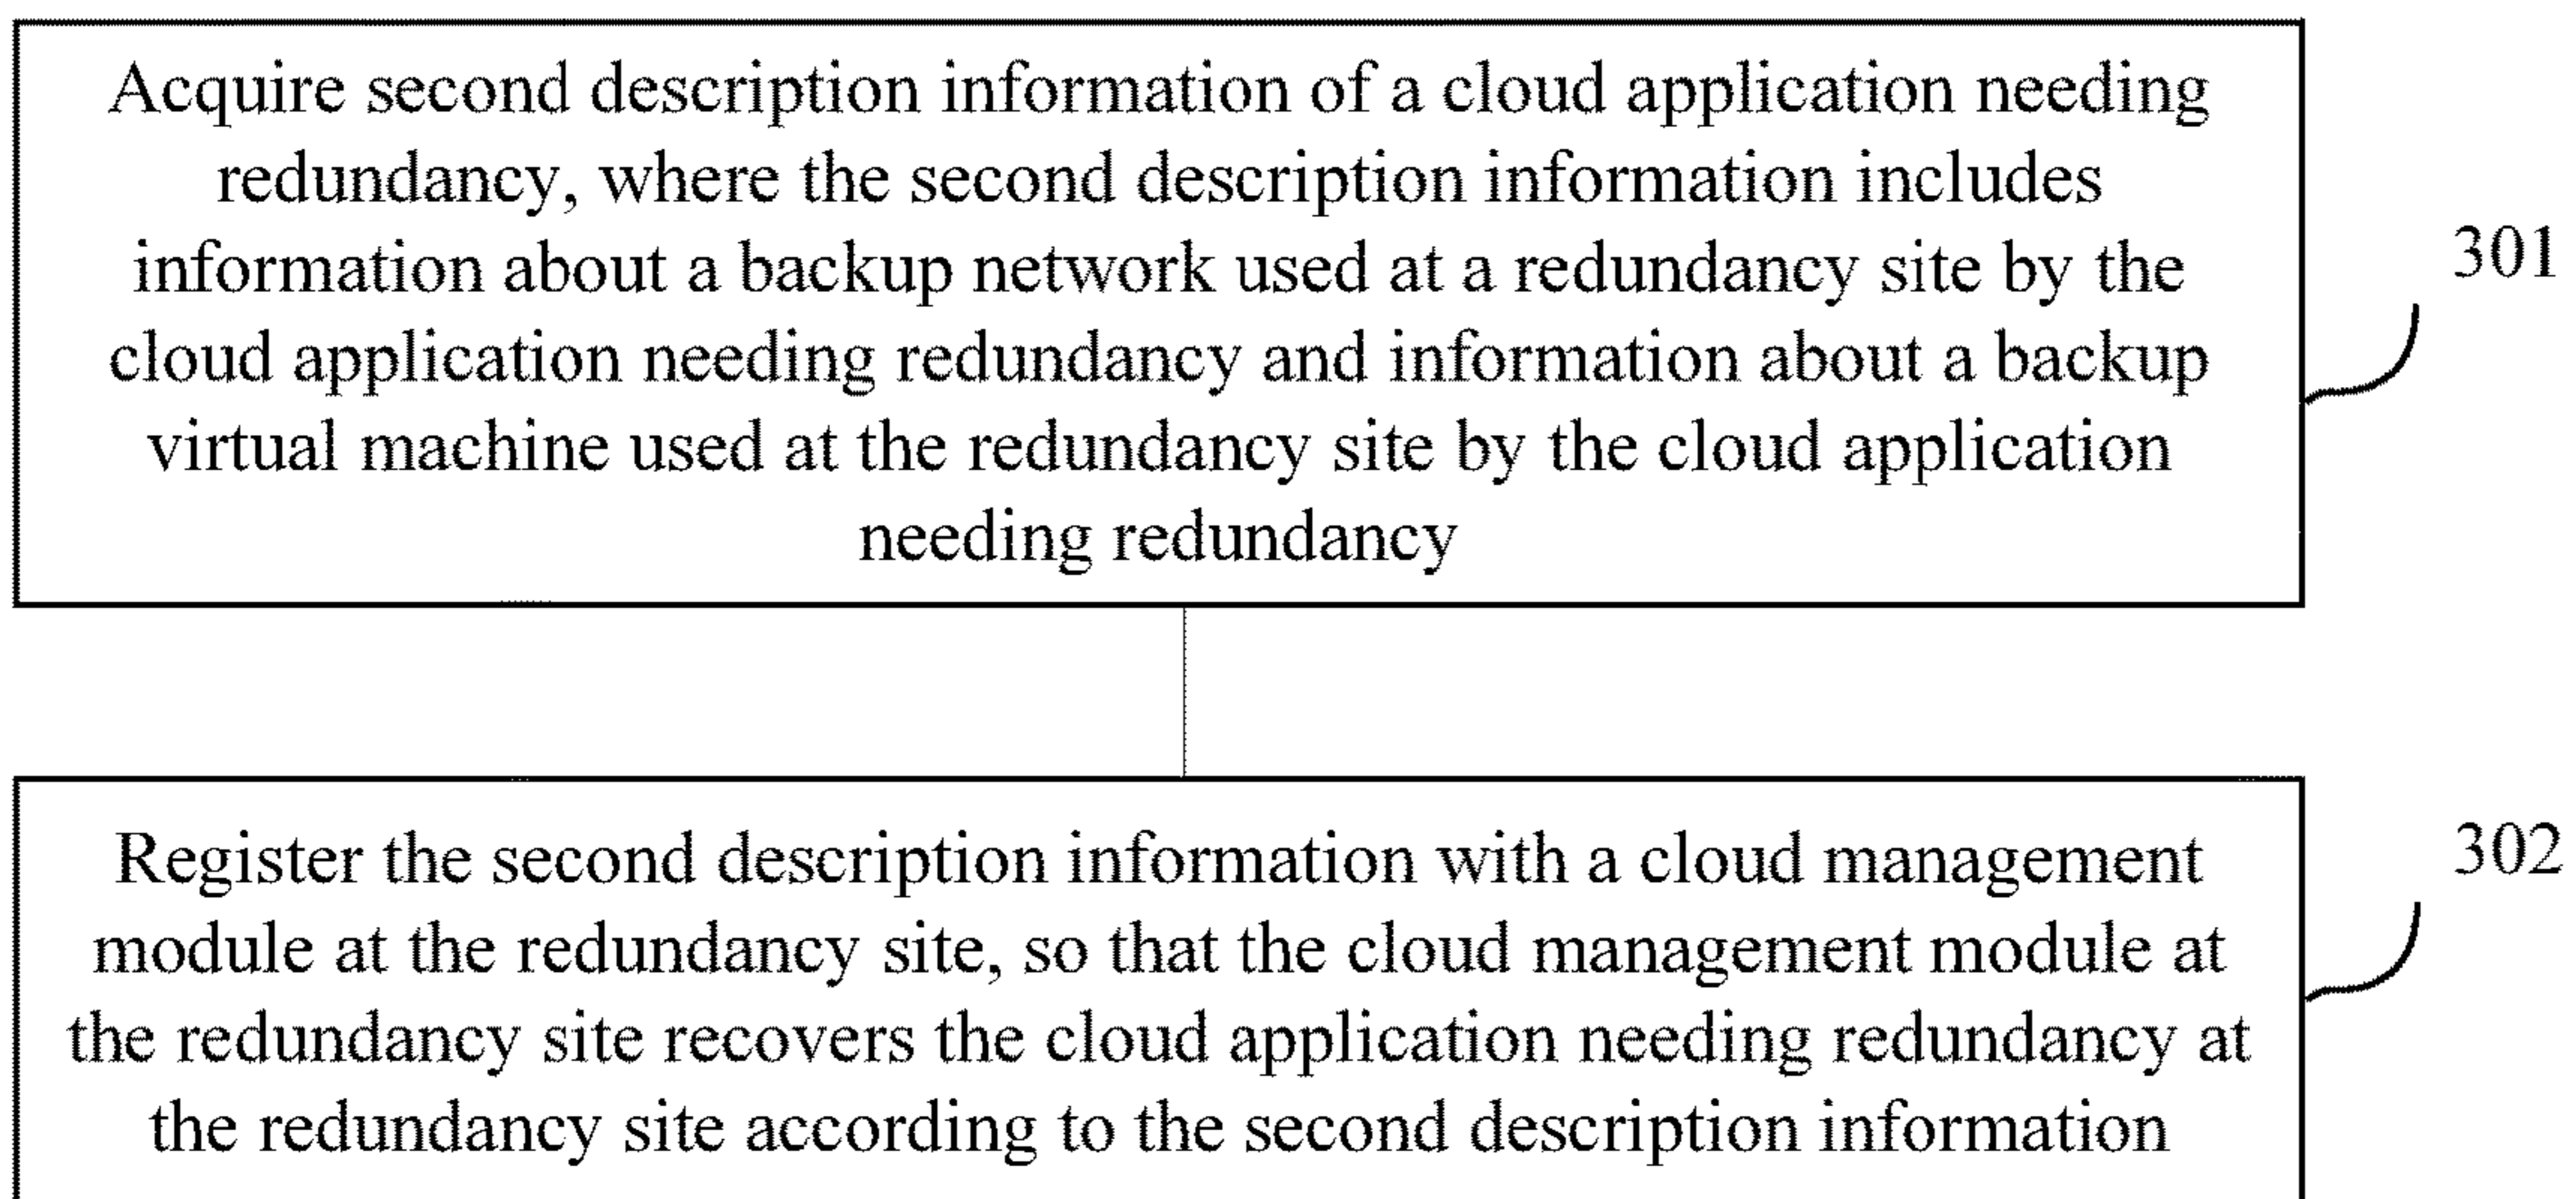 Acquire second description information of a cloud application needing
redundancy, where the second description information includes
information about a backup network used at a redundancy site by the
cloud application needing redundancy and information about a backup
virtual machine used at the redundancy site by the cloud application
needing redundancy
301
Register the second description information with a cloud management
module at the redundancy site, so that the cloud management module at
the redundancy site recovers the cloud application needing redundancy at
the redundancy site according to the second description information
302